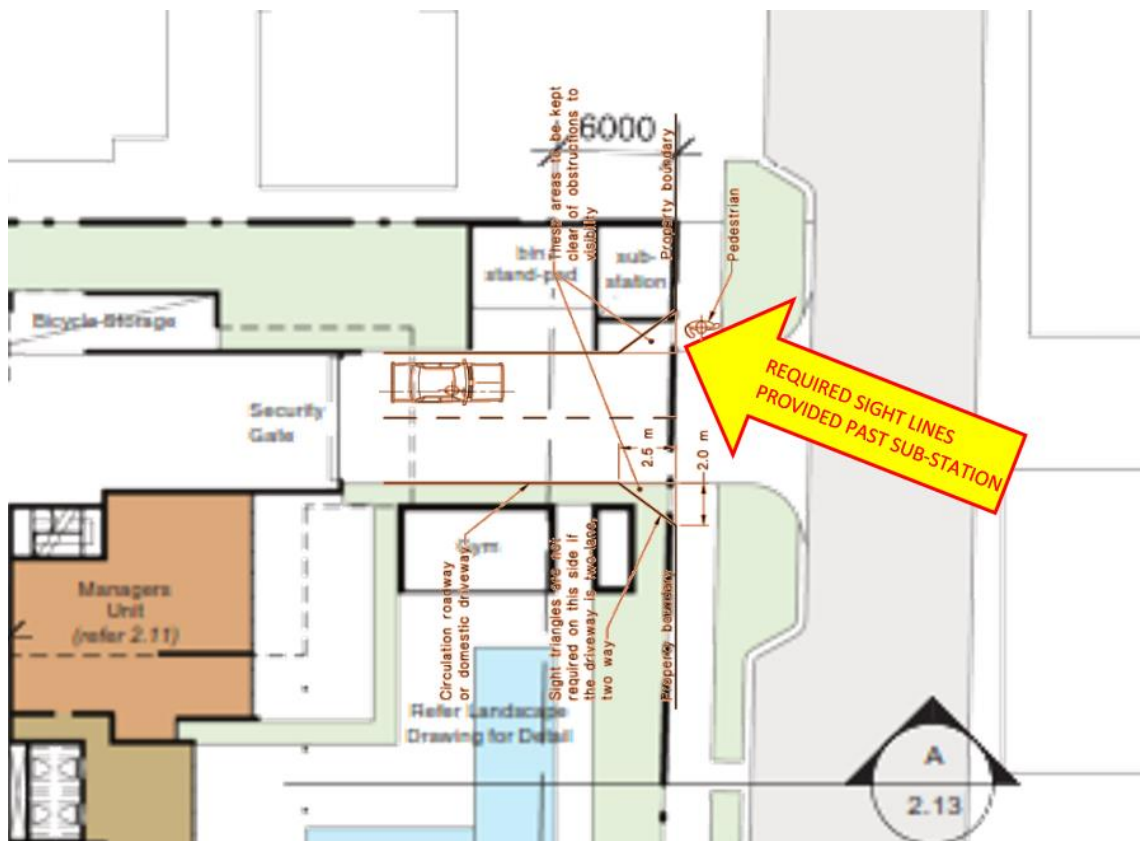 6000
These areas to be kept
clear of obstructions to
visibility
Property boundary
Pedestrian
bin
stand-pad
sub-
station
Bicycle Storage
REQUIRED SIGHT LINES
PROVIDED PAST SUB-STATION
Security
Gate
2.5 m
2.0 m
Gym
Managers
Unit
(refer 2.11)
Circulation roadway
or domestic driveway
Sight triangles are not
required on this side if
the driveway is two-lane,
two way
Property boundary
Refer Landscape
Drawing for Detail
A
2.13